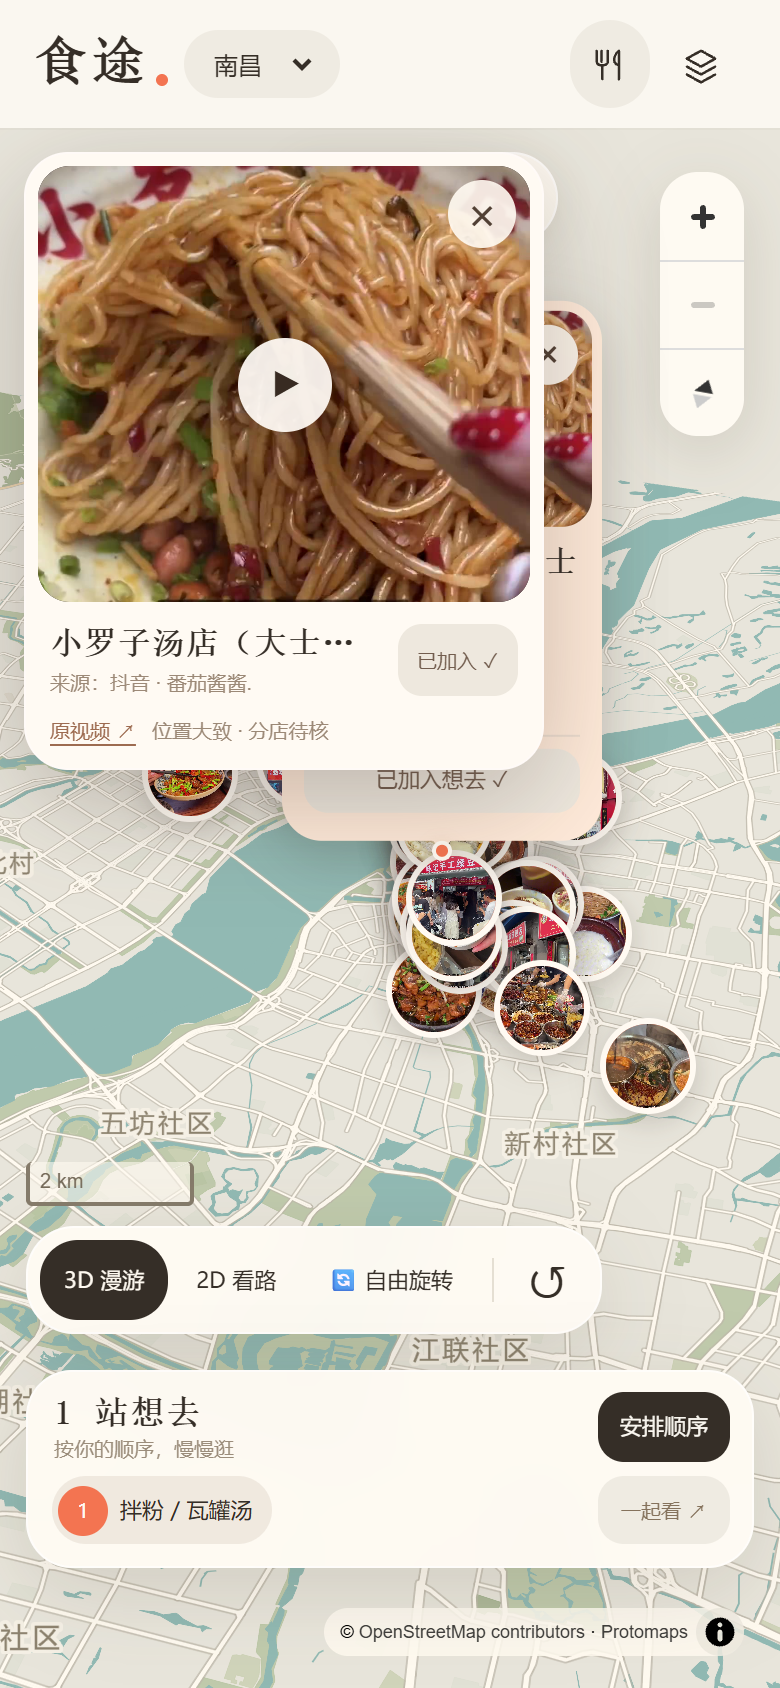 食途
南昌
小罗子汤店（大士…
来源：抖音 · 番茄酱酱.
已加入 ✓
原视频 ↗ 位置大致 · 分店待核
士
已加入想去 ✓
北村
五坊社区
新村社区
2 km
3D 漫游
2D 看路
自由旋转
江联社区
1 站想去
按你的顺序，慢慢逛
安排顺序
1 拌粉 / 瓦罐汤
一起看 ↗
社区
© OpenStreetMap contributors · Protomaps